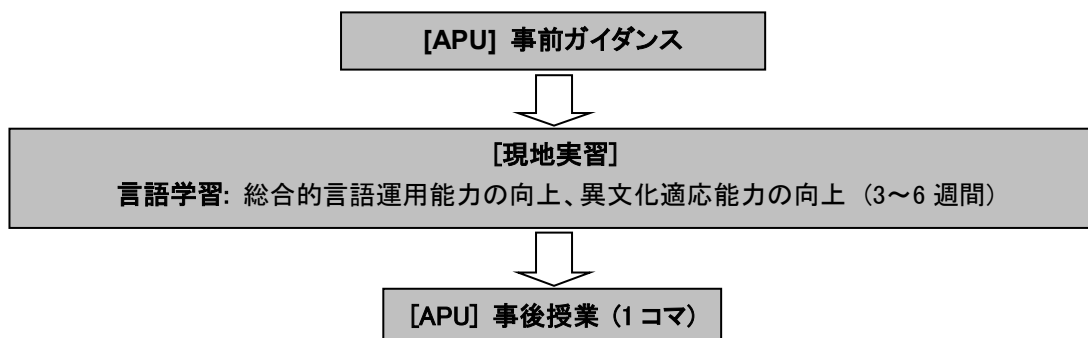 [APU] 事前ガイダンス
[現地実習]
言語学習: 総合的言語運用能力の向上、異文化適応能力の向上 (3～6 週間)
[APU] 事後授業 (1 コマ)